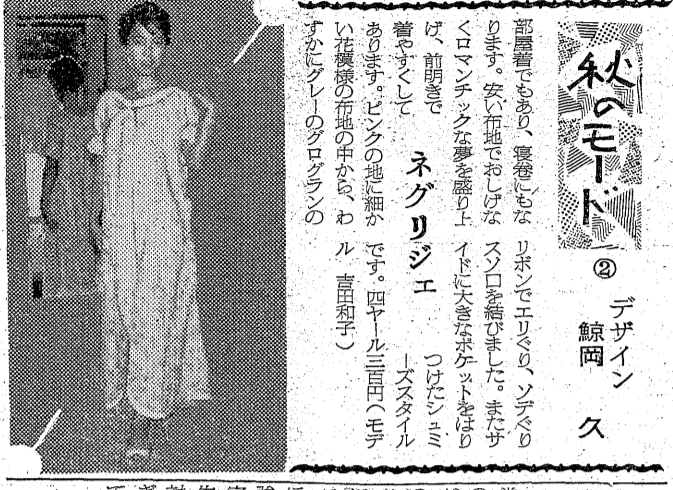 秋のモード
②
デザイン
鯨岡 久
ネグリジェ
部屋着でもあり、寝巻にもな
ります。安い布地でおしげな
くロマンチックな夢を盛り上
げ、前明きで
着やすくして
あります。ピンクの地に細か
い花模様の布地の中から、わ
ずかにグレーのグログランの
リボンでエリぐり、ソデぐり
スソ口を結びました。またサ
イドに大きなポケットをはり
つけたシュミ
ーズスタイル
です。四ヤール三百円(モデ
ル 吉田和子)